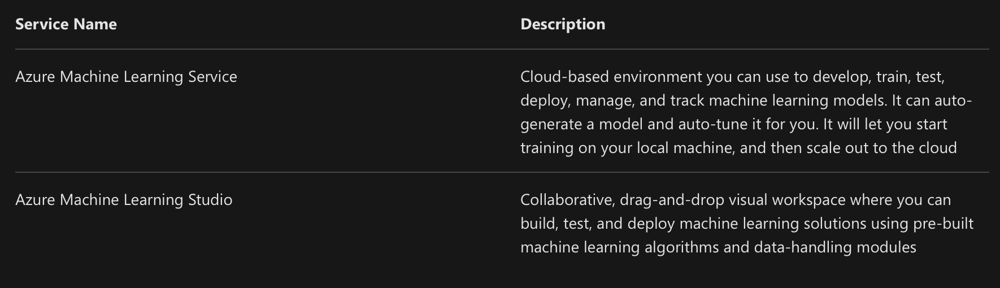 Service Name
Description
Azure Machine Learning Service
Cloud-based environment you can use to develop, train, test,
deploy, manage, and track machine learning models. It can auto-
generate a model and auto-tune it for you. It will let you start
training on your local machine, and then scale out to the cloud
Azure Machine Learning Studio
Collaborative, drag-and-drop visual workspace where you can
build, test, and deploy machine learning solutions using pre-built
machine learning algorithms and data-handling modules